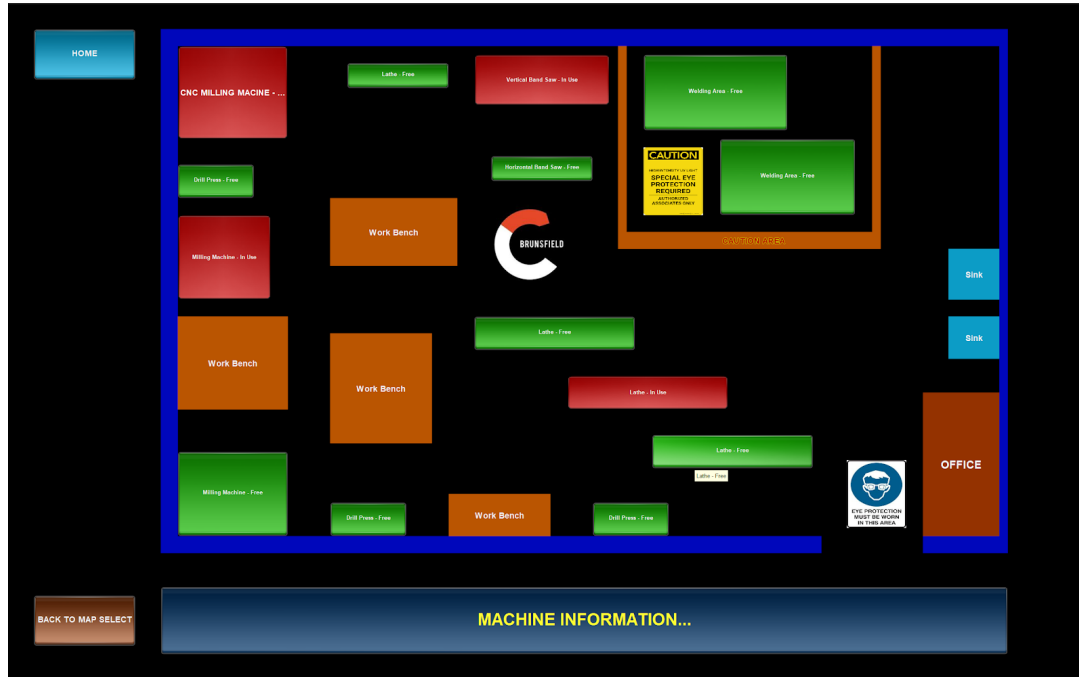 HOME
CNC MILLING MACINE - ...
Lathe - Free
Vertical Band Saw - In Use
Welding Area - Free
Drill Press - Free
Horizontal Band Saw - Free
CAUTION
SPECIAL EYE
PROTECTION
REQUIRED
AUTHORIZED
ASSOCIATES ONLY
Welding Area - Free
Work Bench
BRUNSFIELD
CAUTION AREA
Milling Machine - In Use
Sink
Lathe - Free
Sink
Work Bench
Work Bench
Lathe - In Use
Lathe - Free
Lathe - Free
OFFICE
EYE PROTECTION
MUST BE WORN
IN THIS AREA
Milling Machine - Free
Drill Press - Free
Work Bench
Drill Press - Free
BACK TO MAP SELECT
MACHINE INFORMATION...